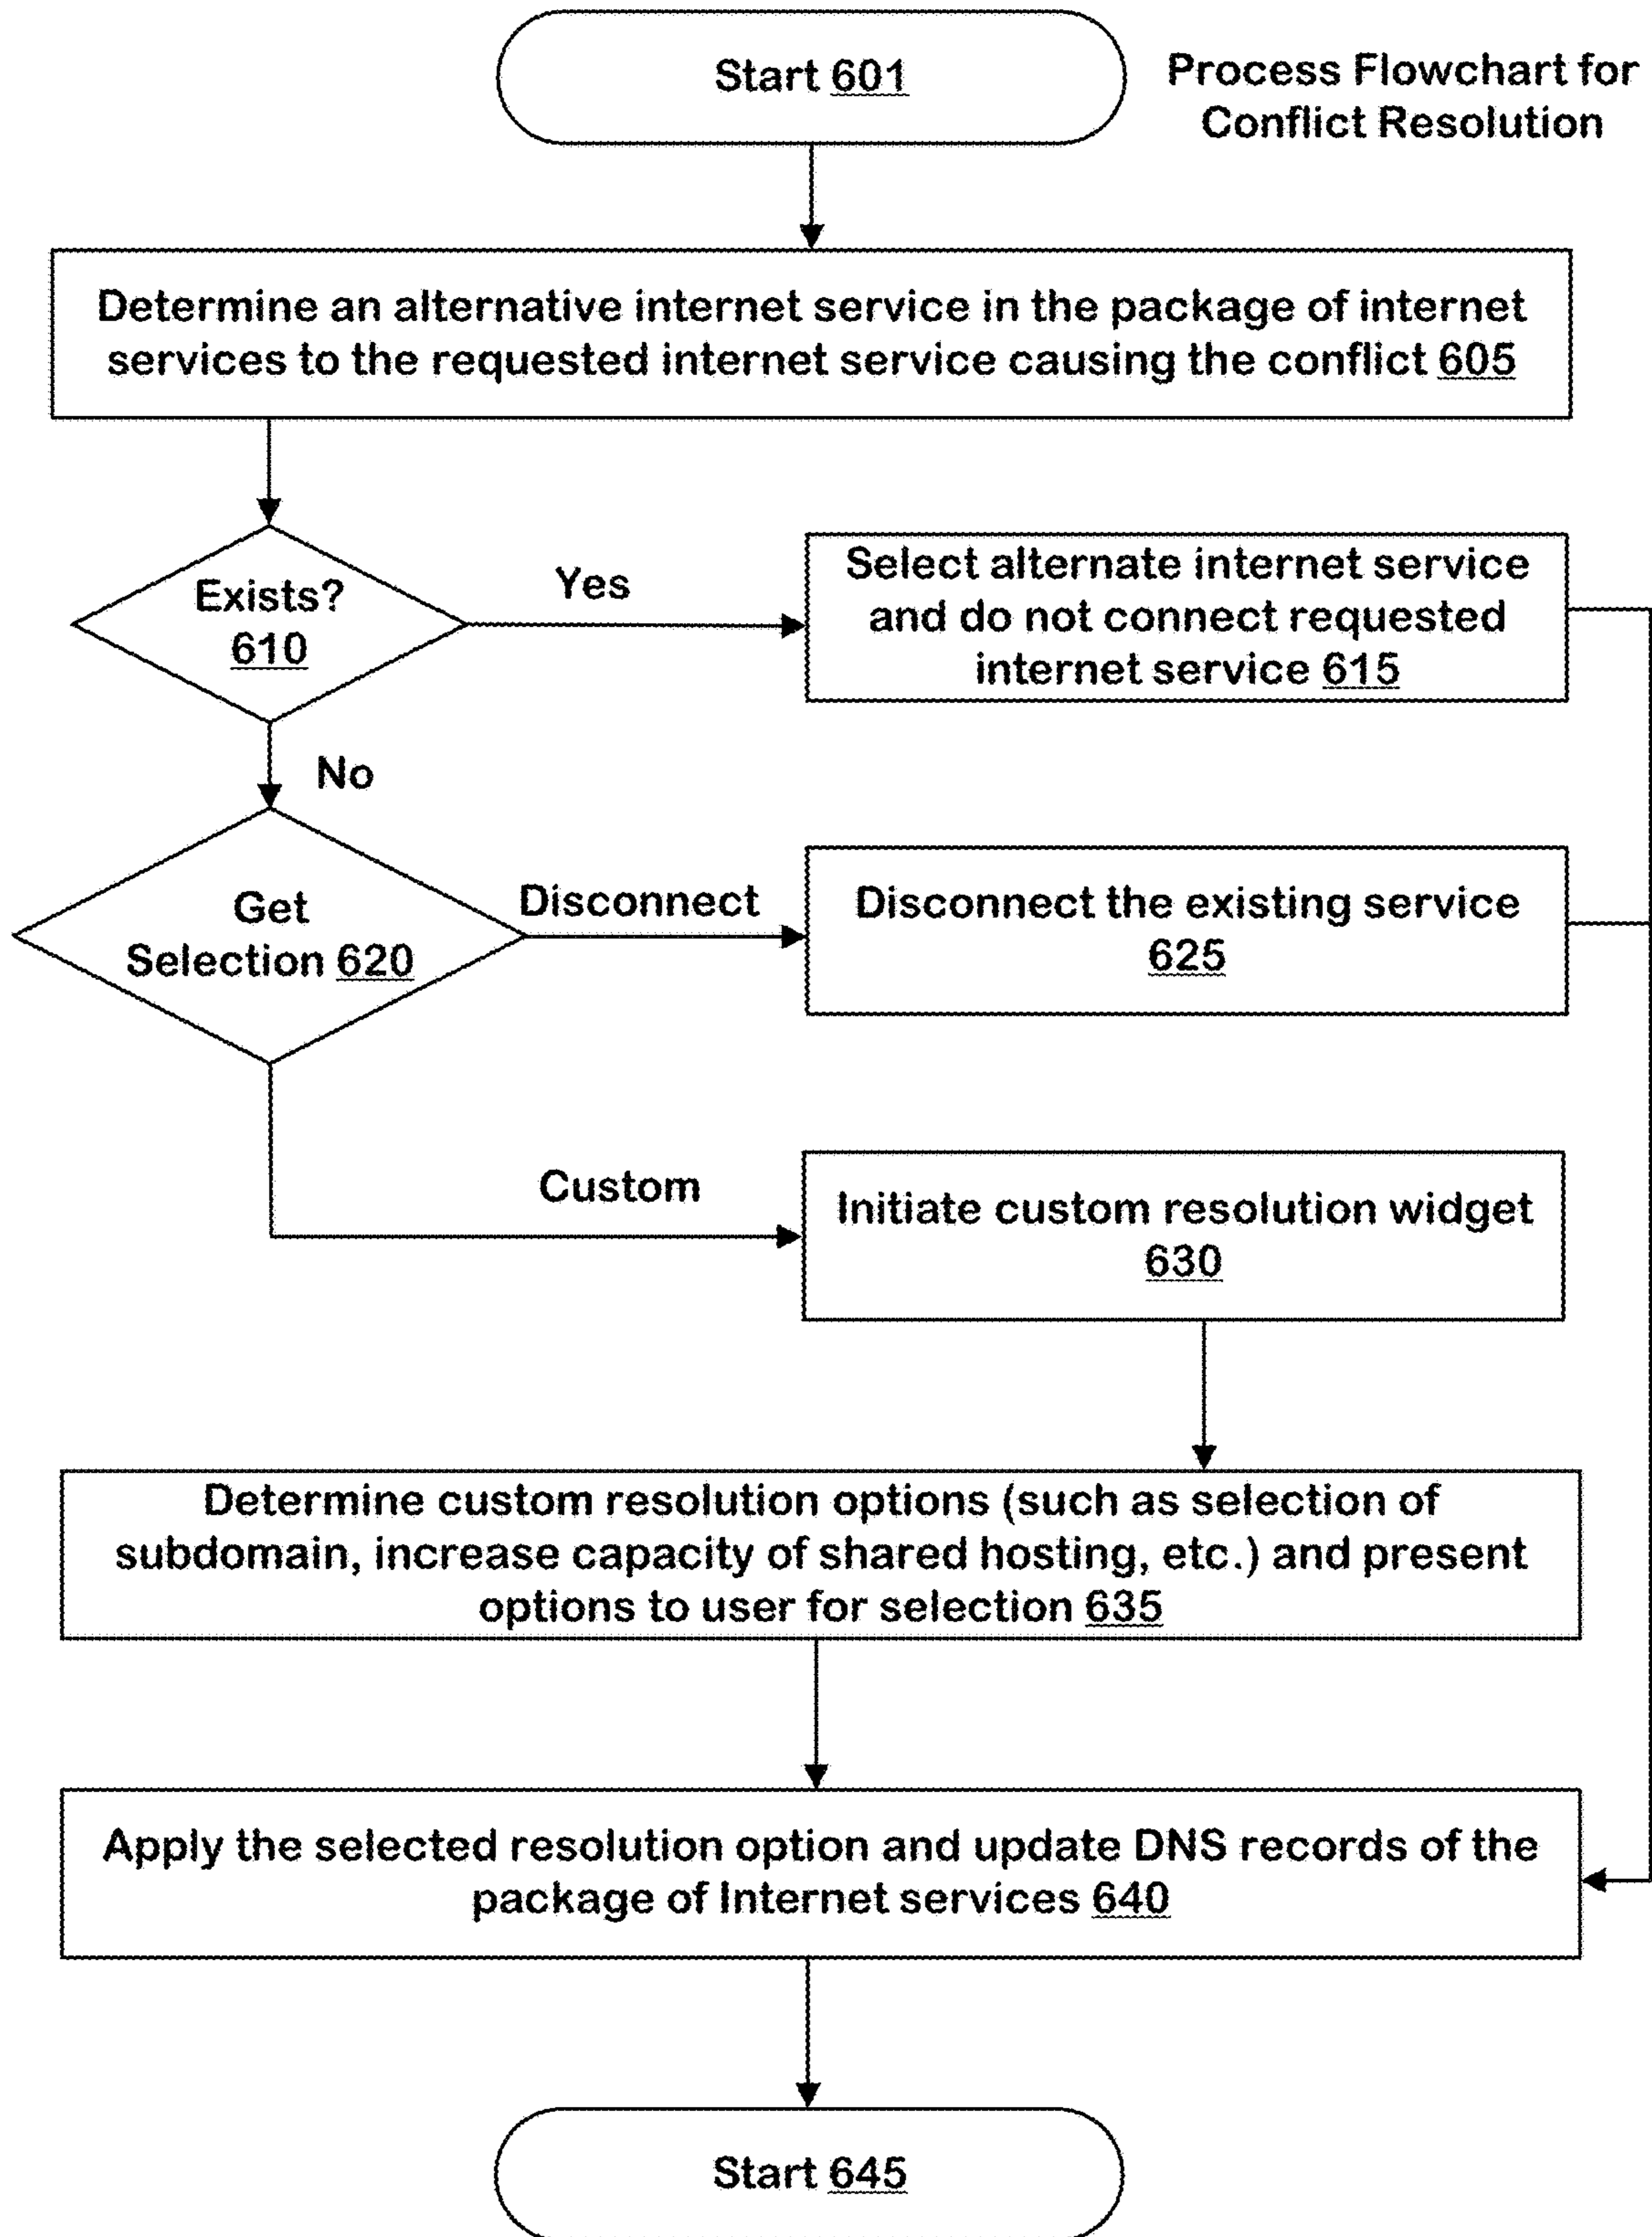 Start 601
Process Flowchart for
Conflict Resolution
Determine an alternative internet service in the package of internet
services to the requested internet service causing the conflict 605
Exists?
610
Yes
Select alternate internet service
and do not connect requested
internet service 615
No
Get
Selection 620
Disconnect
Disconnect the existing service
625
Custom
Initiate custom resolution widget
630
Determine custom resolution options (such as selection of
subdomain, increase capacity of shared hosting, etc.) and present
options to user for selection 635
Apply the selected resolution option and update DNS records of the
package of Internet services 640
Start 645